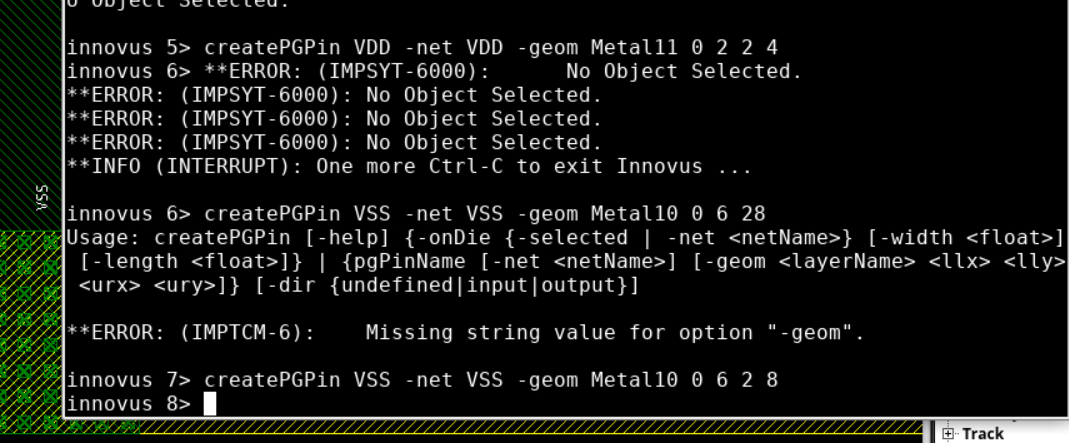 0 Object Selected.
innovus 5> createPGPin VDD -net VDD -geom Metal11 0 2 2 4
innovus 6> **ERROR: (IMPSYT-6000):      No Object Selected.
**ERROR: (IMPSYT-6000): No Object Selected.
**ERROR: (IMPSYT-6000): No Object Selected.
**ERROR: (IMPSYT-6000): No Object Selected.
**INFO (INTERRUPT): One more Ctrl-C to exit Innovus ...
VSS
innovus 6> createPGPin VSS -net VSS -geom Metal10 0 6 28
Usage: createPGPin [-help] {-onDie {-selected | -net <netName>} [-width <float>]
 [-length <float>]} | {pgPinName [-net <netName>] [-geom <layerName> <llx> <lly>
 <urx> <ury>]} [-dir {undefined|input|output}]
**ERROR: (IMPTCM-6):    Missing string value for option "-geom".
innovus 7> createPGPin VSS -net VSS -geom Metal10 0 6 2 8
innovus 8>
Track